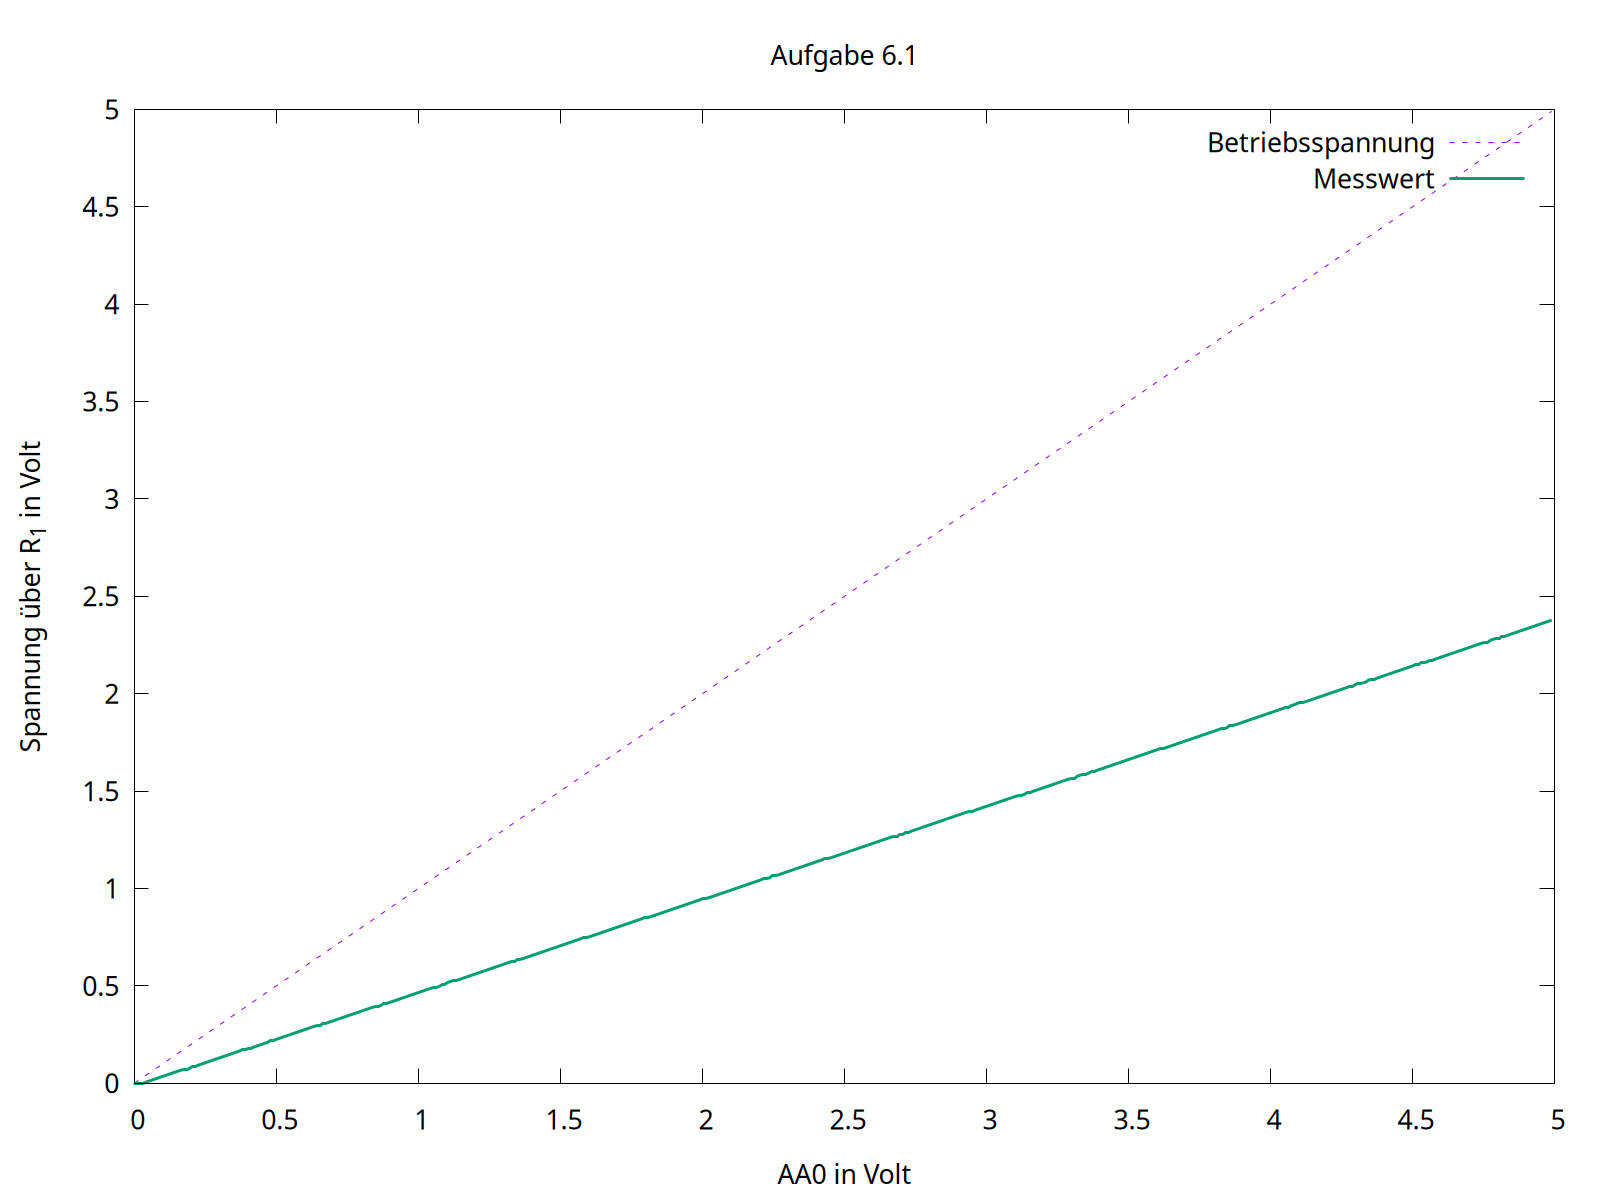 Aufgabe 6.1
Betriebsspannung
Messwert
5
4.5
4
3.5
3
2.5
2
1.5
1
0.5
0
Spannung über R₁ in Volt
0 0.5 1 1.5 2 2.5 3 3.5 4 4.5 5
AA0 in Volt